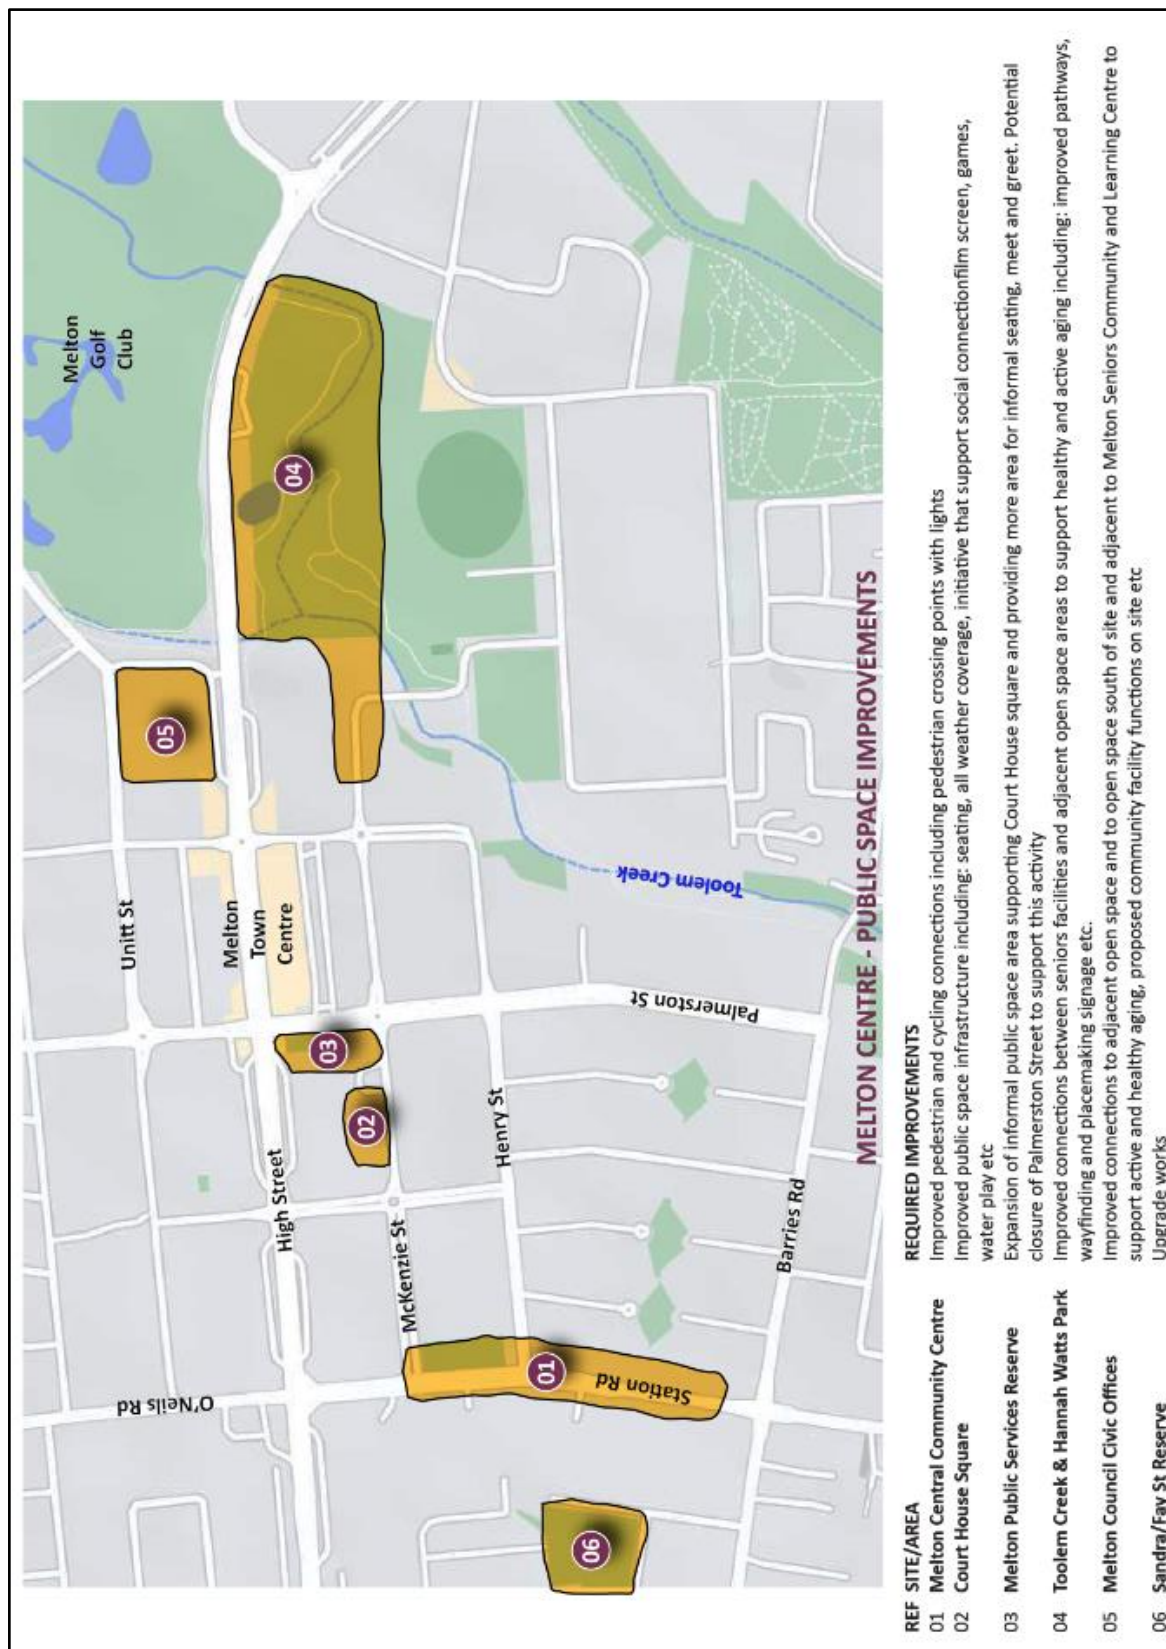 Melton
Golf
Club
04
05
Unitt St
Melton
Town
Centre
Toolem Creek
03
02
Palmerston St
High Street
McKenzie St
Henry St
Barries Rd
O'Neils Rd
01
Station Rd
06
MELTON CENTRE - PUBLIC SPACE IMPROVEMENTS
REF SITE/AREA REQUIRED IMPROVEMENTS
01 Melton Central Community Centre Improved pedestrian and cycling connections including pedestrian crossing points with lights
02 Court House Square Improved public space infrastructure including: seating, all weather coverage, initiative that support social connectionfilm screen, games,
water play etc
03 Melton Public Services Reserve Expansion of informal public space area supporting Court House square and providing more area for informal seating, meet and greet. Potential
closure of Palmerston Street to support this activity
04 Toolem Creek & Hannah Watts Park Improved connections between seniors facilities and adjacent open space areas to support healthy and active aging including: improved pathways,
wayfinding and placemaking signage etc.
05 Melton Council Civic Offices Improved connections to adjacent open space and to open space south of site and adjacent to Melton Seniors Community and Learning Centre to
support active and healthy aging, proposed community facility functions on site etc
06 Sandra/Fay St Reserve Upgrade works